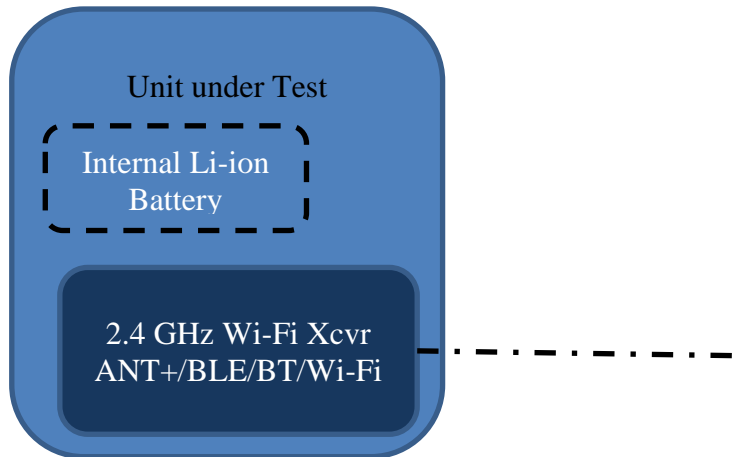 Unit under Test
Internal Li-ion
Battery
2.4 GHz Wi-Fi Xcvr
ANT+/BLE/BT/Wi-Fi